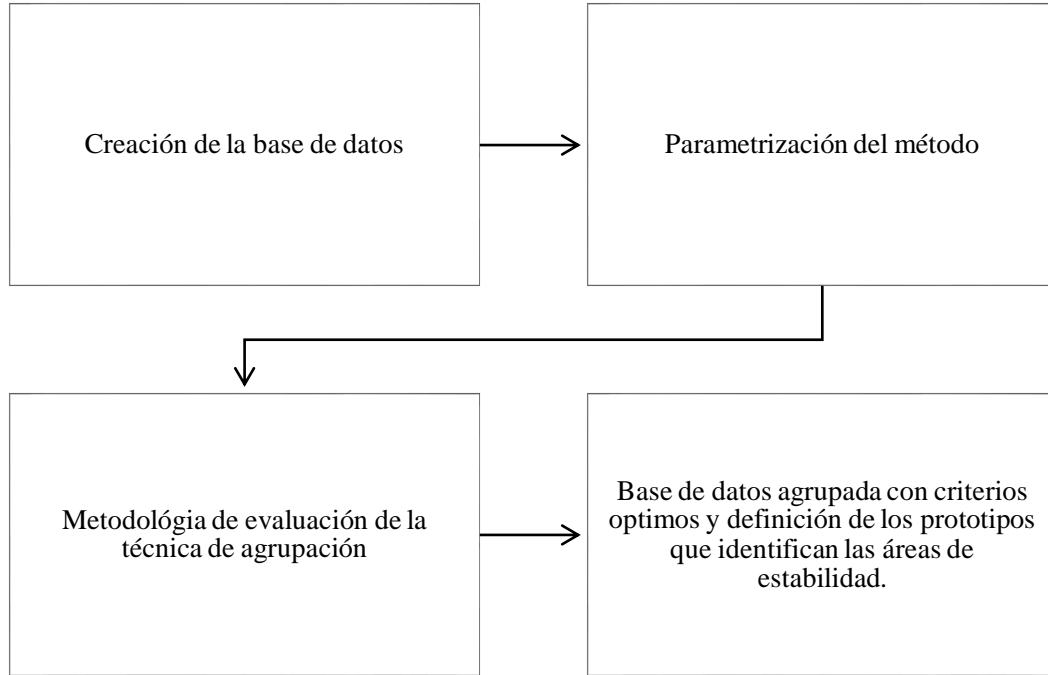 Creación de la base de datos
Parametrización del método
Metodológia de evaluación de la
técnica de agrupación
Base de datos agrupada con criterios
optimos y definición de los prototipos
que identifican las áreas de
estabilidad.